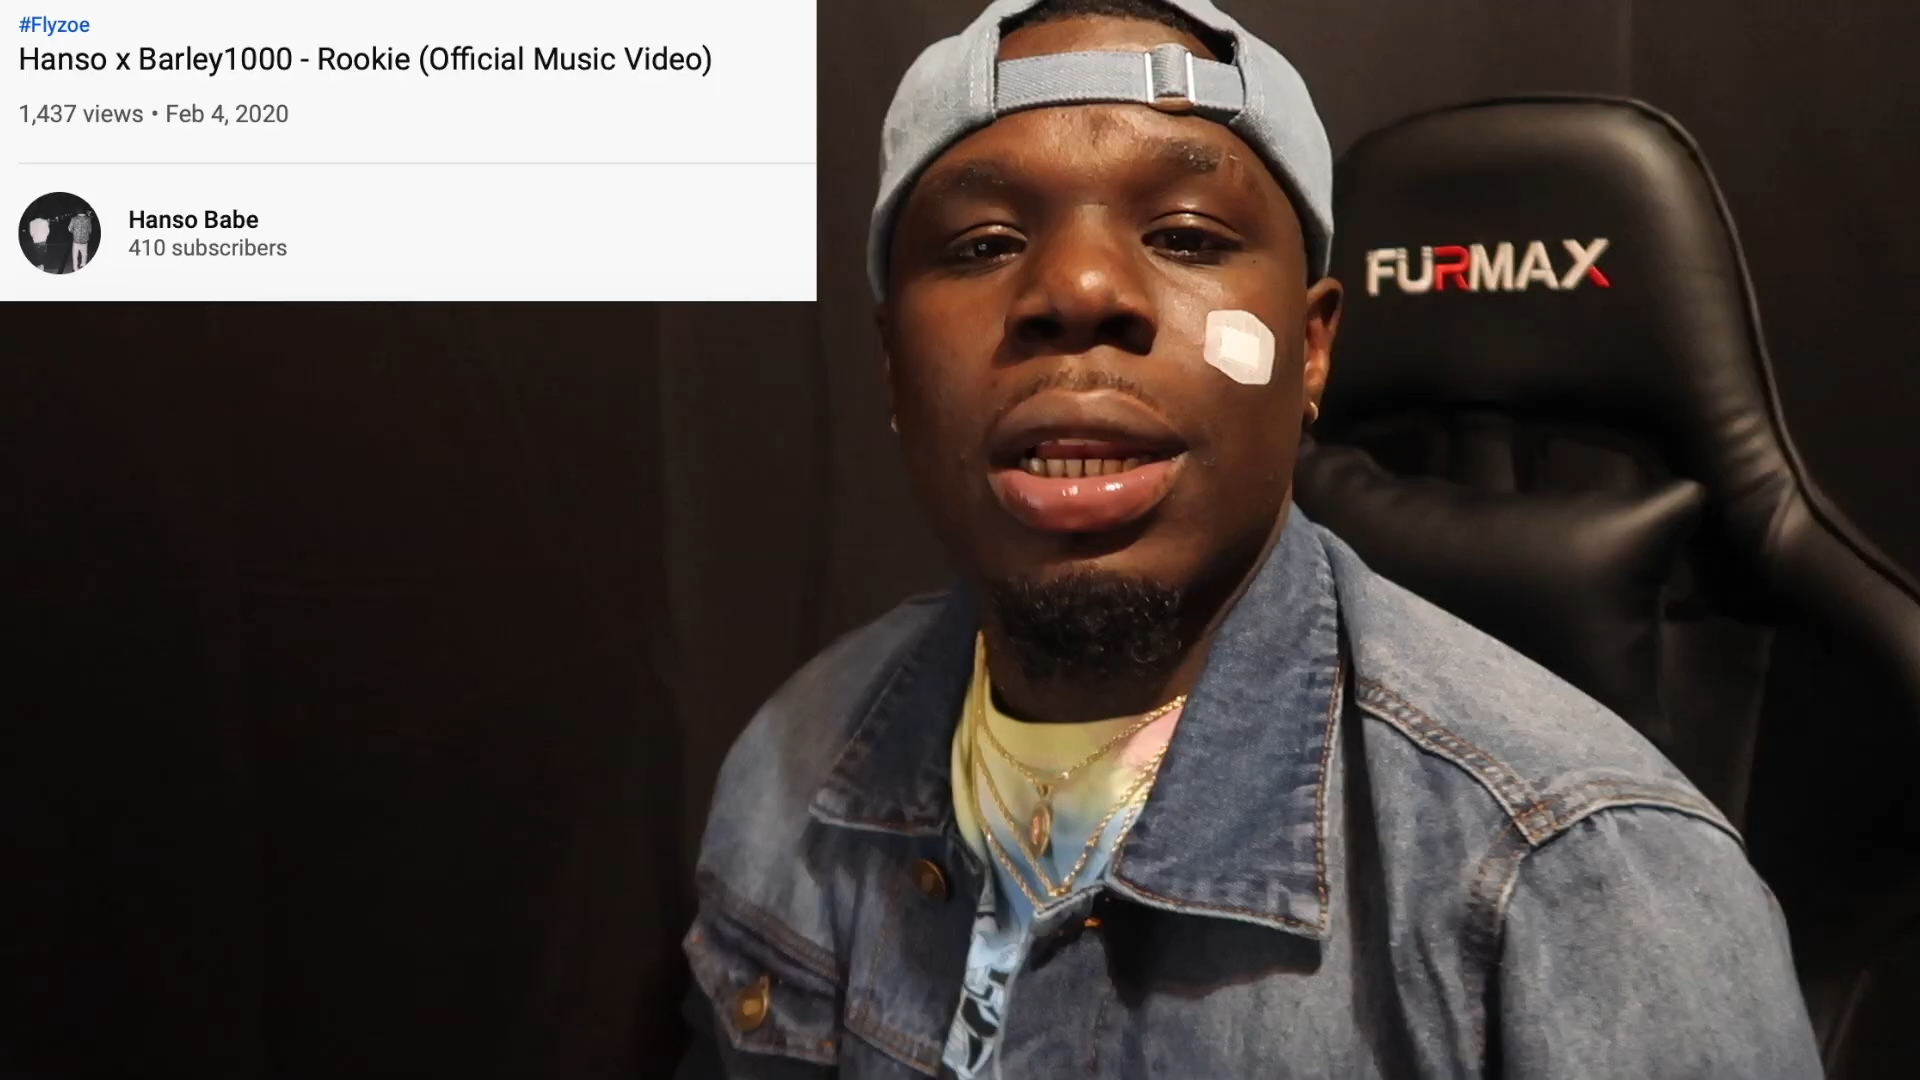 #Flyzoe
Hanso x Barley1000 - Rookie (Official Music Video)
1,437 views • Feb 4, 2020
Hanso Babe
410 subscribers
FURMAX